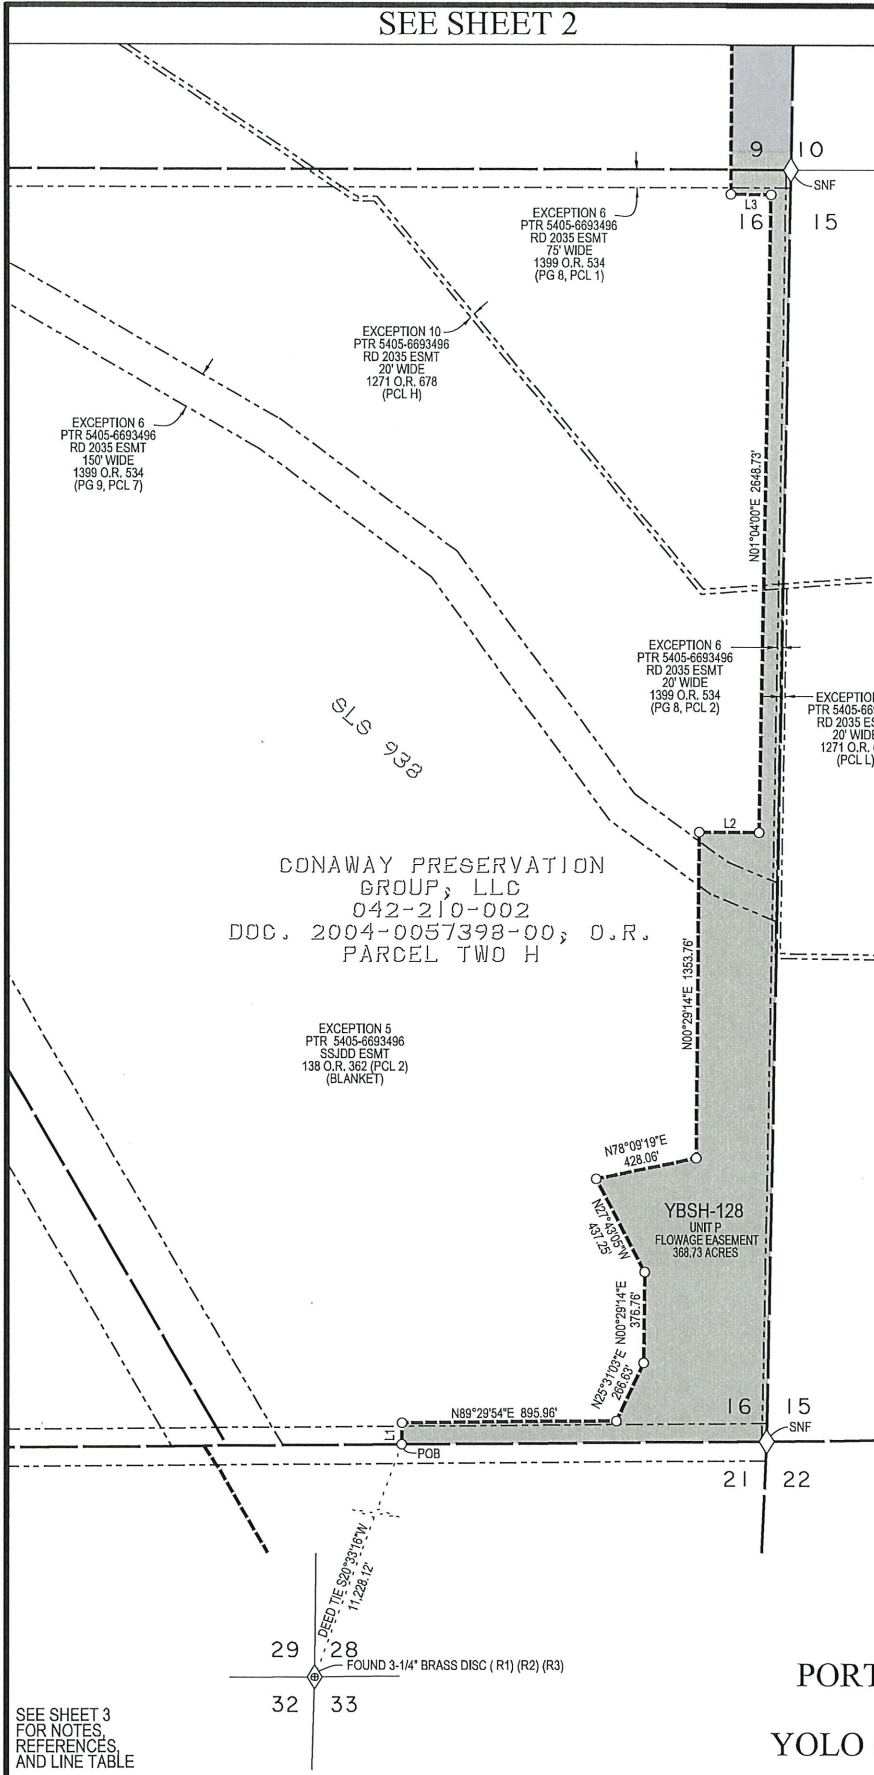 SEE SHEET 2
9 10
SNF
L3
16 15
EXCEPTION 6
PTR 5405-6693496
RD 2035 ESMT
75' WIDE
1399 O.R. 534
(PG 8, PCL 1)
EXCEPTION 10
PTR 5405-6693496
RD 2035 ESMT
20' WIDE
1271 O.R. 678
(PCL H)
EXCEPTION 6
PTR 5405-6693496
RD 2035 ESMT
150' WIDE
1399 O.R. 534
(PG 9, PCL 7)
N01°04'00"E 2648.73'
EXCEPTION 6
PTR 5405-6693496
RD 2035 ESMT
20' WIDE
1399 O.R. 534
(PG 8, PCL 2)
EXCEPTION
PTR 5405-66
RD 2035 ES
20' WIDE
1271 O.R.
(PCL L)
SLS 938
L2
CONAWAY PRESERVATION
GROUP, LLC
042-210-002
DOC. 2004-0057398-00, O.R.
PARCEL TWO H
N00°29'14"E 1353.76'
EXCEPTION 5
PTR 5405-6693496
SSJDD ESMT
138 O.R. 362 (PCL 2)
(BLANKET)
N78°09'19"E
428.06'
N27°43'05"W
437.25'
YBSH-128
UNIT P
FLOWAGE EASEMENT
368.73 ACRES
N00°29'14"E
376.76'
N25°31'03"E
266.63'
N89°29'54"E 895.96'
L1
POB
16 15
SNF
21 22
DEED TIE S20°33'16"W
11,228.12'
29 28
FOUND 3-1/4" BRASS DISC ( R1) (R2) (R3)
32 33
SEE SHEET 3
FOR NOTES,
REFERENCES,
AND LINE TABLE
PORT
YOLO